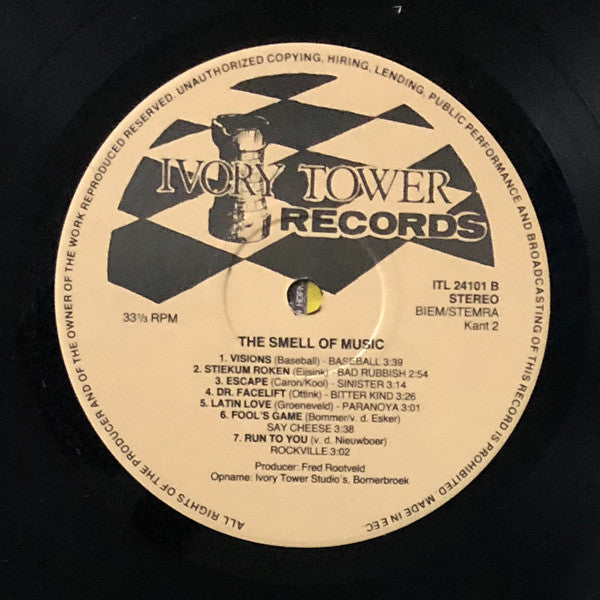 ALL RIGHTS OF THE PRODUCER AND OF THE OWNER OF THE WORK REPRODUCED RESERVED. UNAUTHORIZED COPYING, HIRING, LENDING, PUBLIC PERFORMANCE AND BROADCASTING OF THIS RECORD IS PROHIBITED. MADE IN EEC.
IVORY TOWER
RECORDS
ITL 24101 B
STEREO
BIEM/STEMRA
Kant 2
33⅓ RPM
THE SMELL OF MUSIC
1. VISIONS (Baseball) - BASEBALL 3:39
2. STIEKUM ROKEN (Eijsink) - BAD RUBBISH 2:54
3. ESCAPE (Caron/Kool) - SINISTER 3:14
4. DR. FACELIFT (Ottink) - BITTER KIND 3:26
5. LATIN LOVE (Groeneveld) - PARANOYA 3:01
6. FOOL'S GAME (Bommer/v. d. Esker)
SAY CHEESE 3:38
7. RUN TO YOU (v. d. Nieuwboer)
ROCKVILLE 3:02
Producer: Fred Rootveld
Opname: Ivory Tower Studio's, Bornerbroek